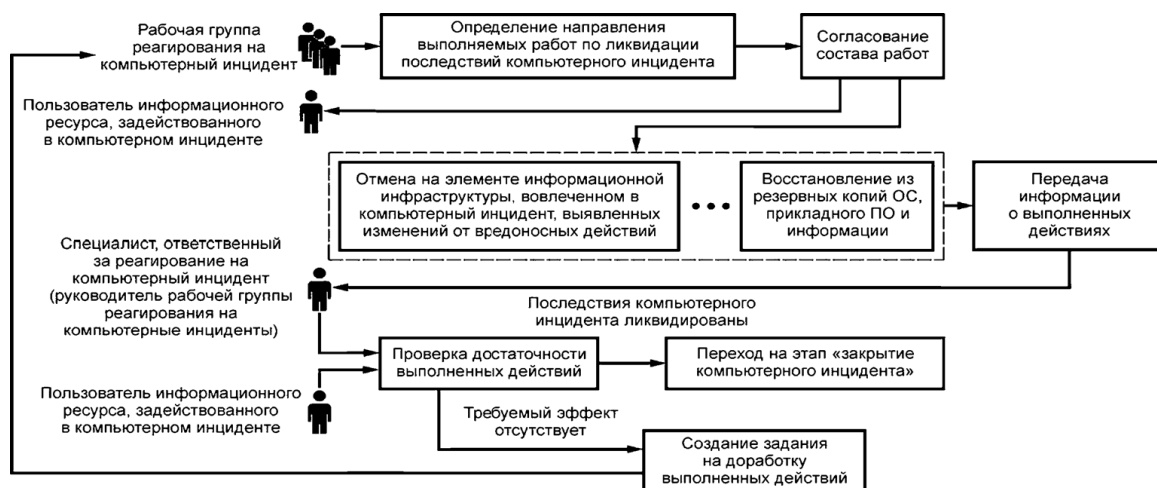 Рабочая группа
реагирования на
компьютерный инцидент
Определение направления
выполняемых работ по ликвидации
последствий компьютерного инцидента
Согласование
состава работ
Пользователь информационного
ресурса, задействованного
в компьютерном инциденте
Отмена на элементе информационной
инфраструктуры, вовлеченном в
компьютерный инцидент, выявленных
изменений от вредоносных действий
Восстановление из
резервных копий ОС,
прикладного ПО и
информации
Передача
информации
о выполненных
действиях
Специалист, ответственный
за реагирование на
компьютерный инцидент
(руководитель рабочей группы
реагирования на
компьютерные инциденты)
Последствия компьютерного
инцидента ликвидированы
Проверка достаточности
выполненных действий
Переход на этап «закрытие
компьютерного инцидента»
Пользователь информационного
ресурса, задействованного
в компьютерном инциденте
Требуемый эффект
отсутствует
Создание задания
на доработку
выполненных действий